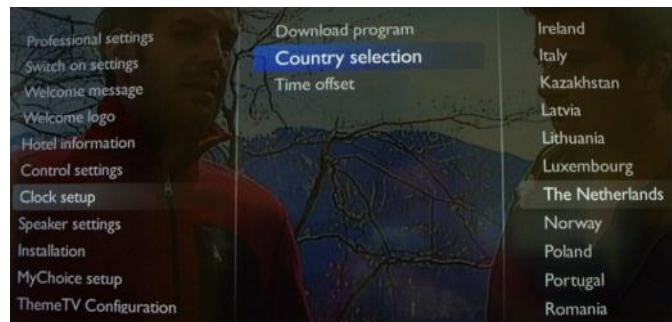 Professional settings
Switch on settings
Welcome message
Welcome logo
Hotel information
Control settings
Clock setup
Speaker settings
Installation
MyChoice setup
ThemeTV Configuration
Download program
Country selection
Time offset
Ireland
Italy
Kazakhstan
Latvia
Lithuania
Luxembourg
The Netherlands
Norway
Poland
Portugal
Romania